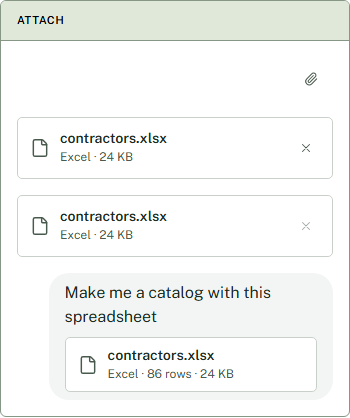 ATTACH
contractors.xlsx
Excel · 24 KB
contractors.xlsx
Excel · 24 KB
Make me a catalog with this
spreadsheet
contractors.xlsx
Excel · 86 rows · 24 KB